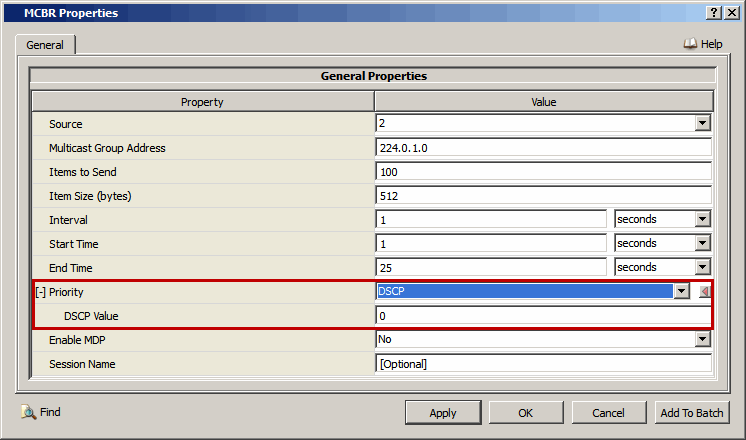 MCBR Properties
General
Help
General Properties
Property Value
Source 2
Multicast Group Address 224.0.1.0
Items to Send 100
Item Size (bytes) 512
Interval 1 seconds
Start Time 1 seconds
End Time 25 seconds
[-] Priority DSCP
DSCP Value 0
Enable MDP No
Session Name [Optional]
Find Apply OK Cancel Add To Batch